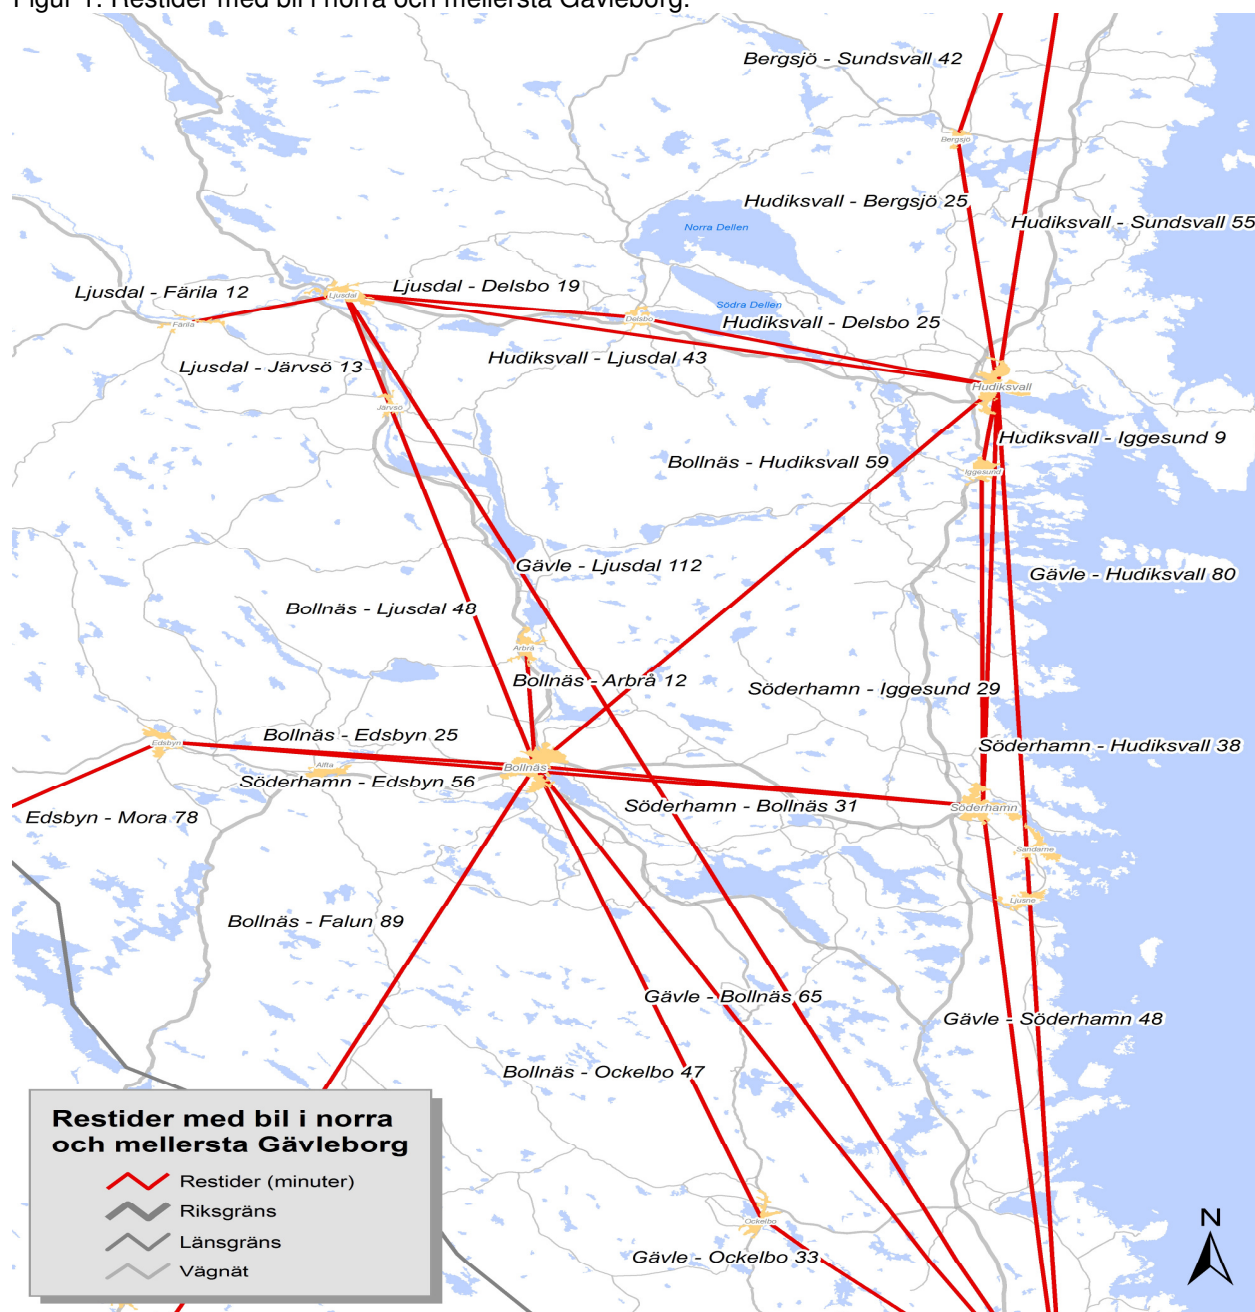 Figur 1. Restider med bil i norra och mellersta Gävleborg.
Bergsjö - Sundsvall 42
Bergsjö
Hudiksvall - Bergsjö 25
Hudiksvall - Sundsvall 55
Norra Dellen
Ljusdal - Färila 12
Ljusdal
Ljusdal - Delsbo 19
Södra Dellen
Färila
Delsbo
Hudiksvall - Delsbo 25
Hudiksvall - Ljusdal 43
Ljusdal - Järvsö 13
Hudiksvall
Järvsö
Hudiksvall - Iggesund 9
Bollnäs - Hudiksvall 59
Iggesund
Gävle - Ljusdal 112
Gävle - Hudiksvall 80
Bollnäs - Ljusdal 48
Arbrå
Bollnäs - Arbrå 12
Söderhamn - Iggesund 29
Bollnäs - Edsbyn 25
Edsbyn
Söderhamn - Hudiksvall 38
Alfta
Bollnäs
Söderhamn - Edsbyn 56
Söderhamn - Bollnäs 31
Söderhamn
Edsbyn - Mora 78
Sandarne
Ljusne
Bollnäs - Falun 89
Gävle - Bollnäs 65
Gävle - Söderhamn 48
Bollnäs - Ockelbo 47
Restider med bil i norra
och mellersta Gävleborg
Restider (minuter)
Riksgräns
Länsgräns
Vägnät
Ockelbo
Gävle - Ockelbo 33
N